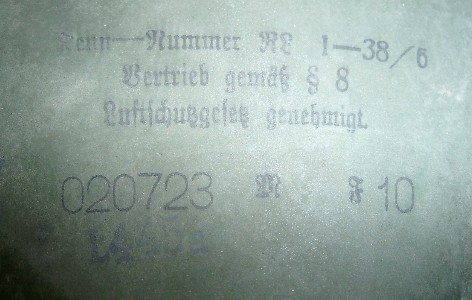 Kenn—Nummer RL 1—38/6
Vertrieb gemäß § 8
Luftschutzgesetz genehmigt.
020723 M F 10